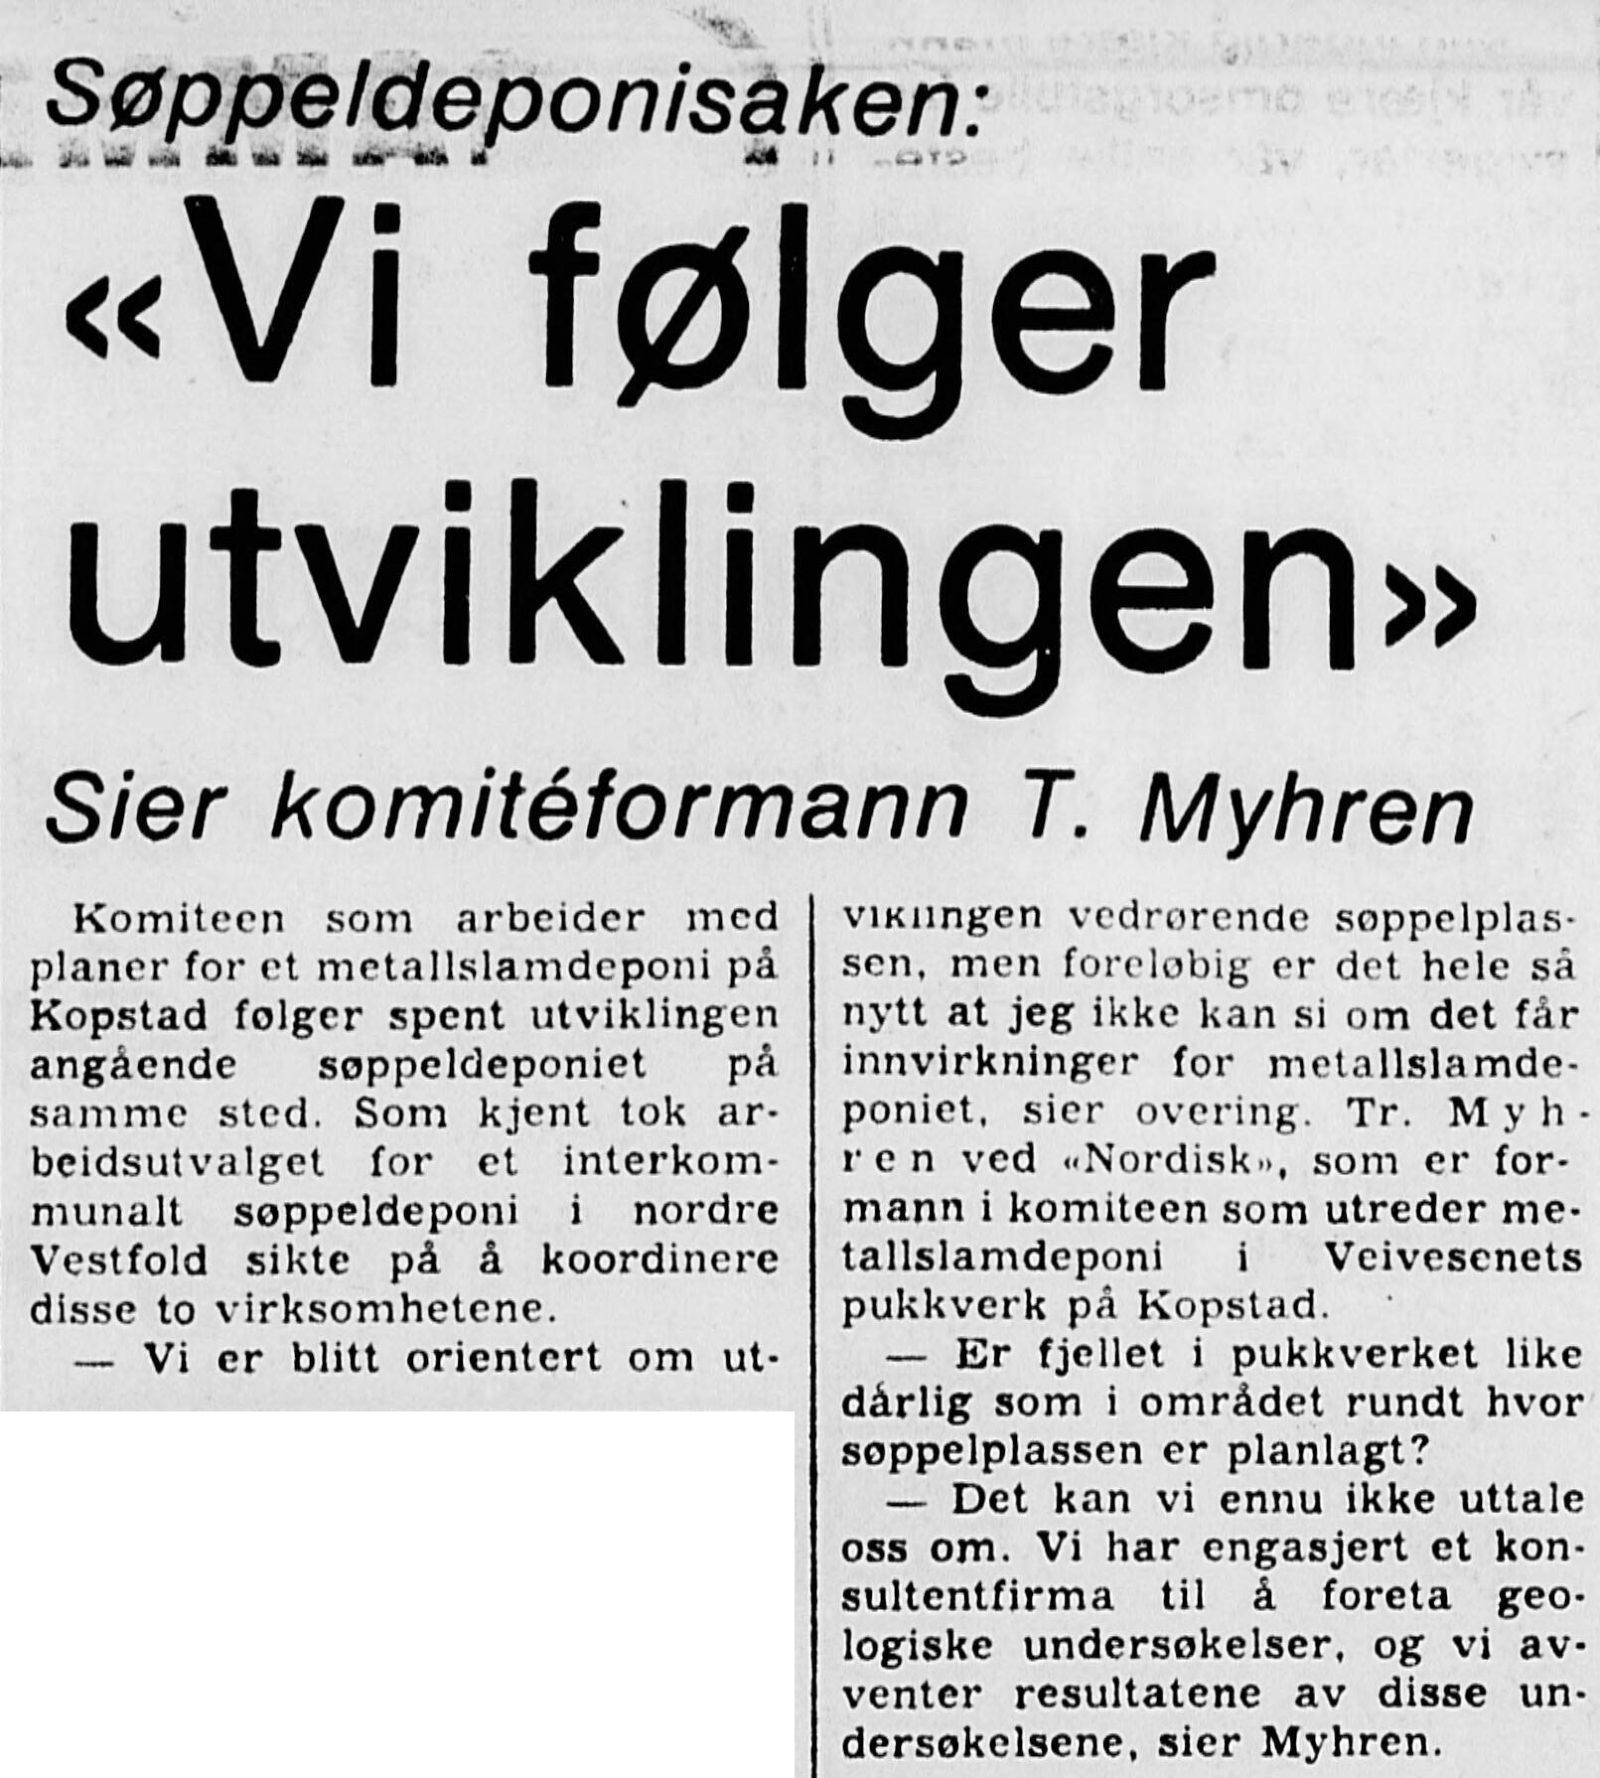 Søppeldeponisaken:
«Vi følger
utviklingen»
Sier komitéformann T. Myhren
Komiteen som arbeider med
planer for et metallslamdeponi på
Kopstad følger spent utviklingen
angående søppeldeponiet på
samme sted. Som kjent tok ar-
beidsutvalget for et interkom-
munalt søppeldeponi i nordre
Vestfold sikte på å koordinere
disse to virksomhetene.
— Vi er blitt orientert om ut-
viklingen vedrørende søppelplas-
sen, men foreløbig er det hele så
nytt at jeg ikke kan si om det får
innvirkninger for metallslamde-
poniet, sier overing. Tr. Myh-
ren ved «Nordisk», som er for-
mann i komiteen som utreder me-
tallslamdeponi i Veivesenets
pukkverk på Kopstad.
— Er fjellet i pukkverket like
dårlig som i området rundt hvor
søppelplassen er planlagt?
— Det kan vi ennu ikke uttale
oss om. Vi har engasjert et kon-
sultentfirma til å foreta geo-
logiske undersøkelser, og vi av-
venter resultatene av disse un-
dersøkelsene, sier Myhren.